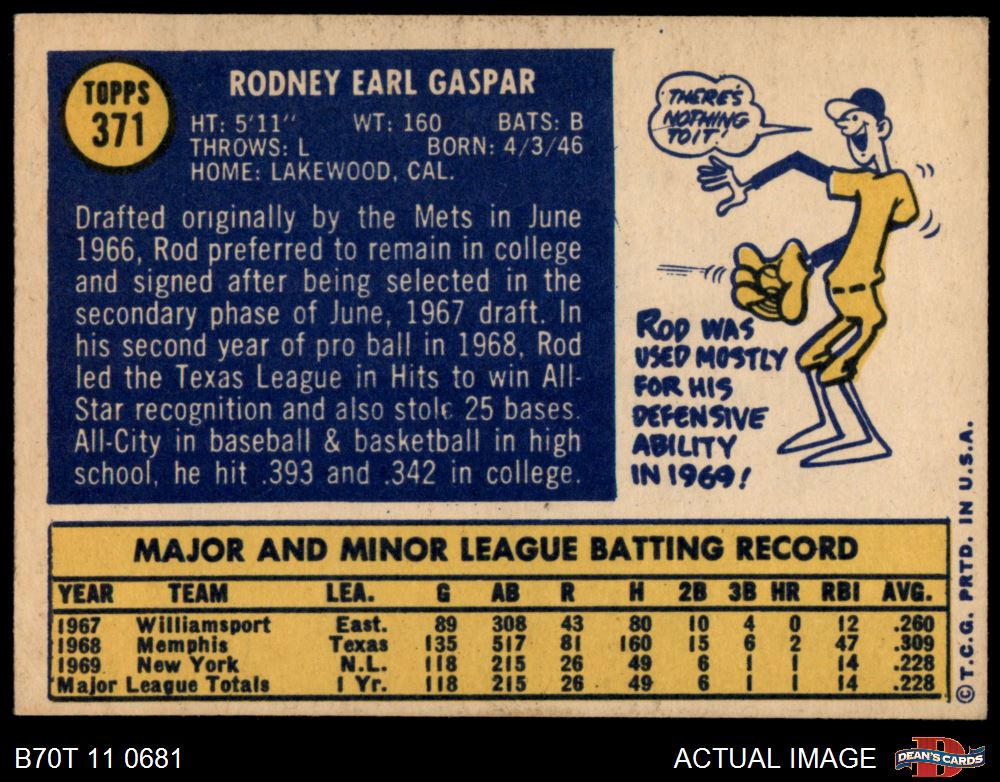 TOPPS
371
RODNEY EARL GASPAR
HT: 5'11" WT: 160 BATS: B
THROWS: L BORN: 4/3/46
HOME: LAKEWOOD, CAL.
Drafted originally by the Mets in June
1966, Rod preferred to remain in college
and signed after being selected in the
secondary phase of June, 1967 draft. In
his second year of pro ball in 1968, Rod
led the Texas League in Hits to win All-
Star recognition and also stole 25 bases.
All-City in baseball & basketball in high
school, he hit .393 and .342 in college.
THERE'S
NOTHING
TO IT!
ROD WAS
USED MOSTLY
FOR HIS
DEFENSIVE
ABILITY
IN 1969!
MAJOR AND MINOR LEAGUE BATTING RECORD
YEAR TEAM LEA. G AB R H 2B 3B HR RBI AVG.
1967 Williamsport East. 89 308 43 80 10 4 0 12 .260
1968 Memphis Texas 135 517 81 160 15 6 2 47 .309
1969 New York N.L. 118 215 26 49 6 1 1 14 .228
Major League Totals 1 Yr. 118 215 26 49 6 1 1 14 .228
© T.C.G. PRTD. IN U.S.A.
B70T 11 0681
ACTUAL IMAGE
D
DEAN'S CARDS